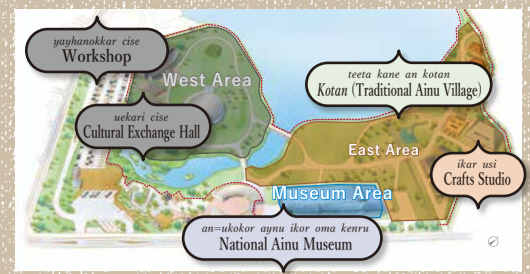 yayhanokkar cise
Workshop
West Area
uekari cise
Cultural Exchange Hall
teeta kane an kotan
Kotan (Traditional Ainu Village)
East Area
ikar usi
Crafts Studio
Museum Area
an=ukokor aynu ikor oma kenru
National Ainu Museum